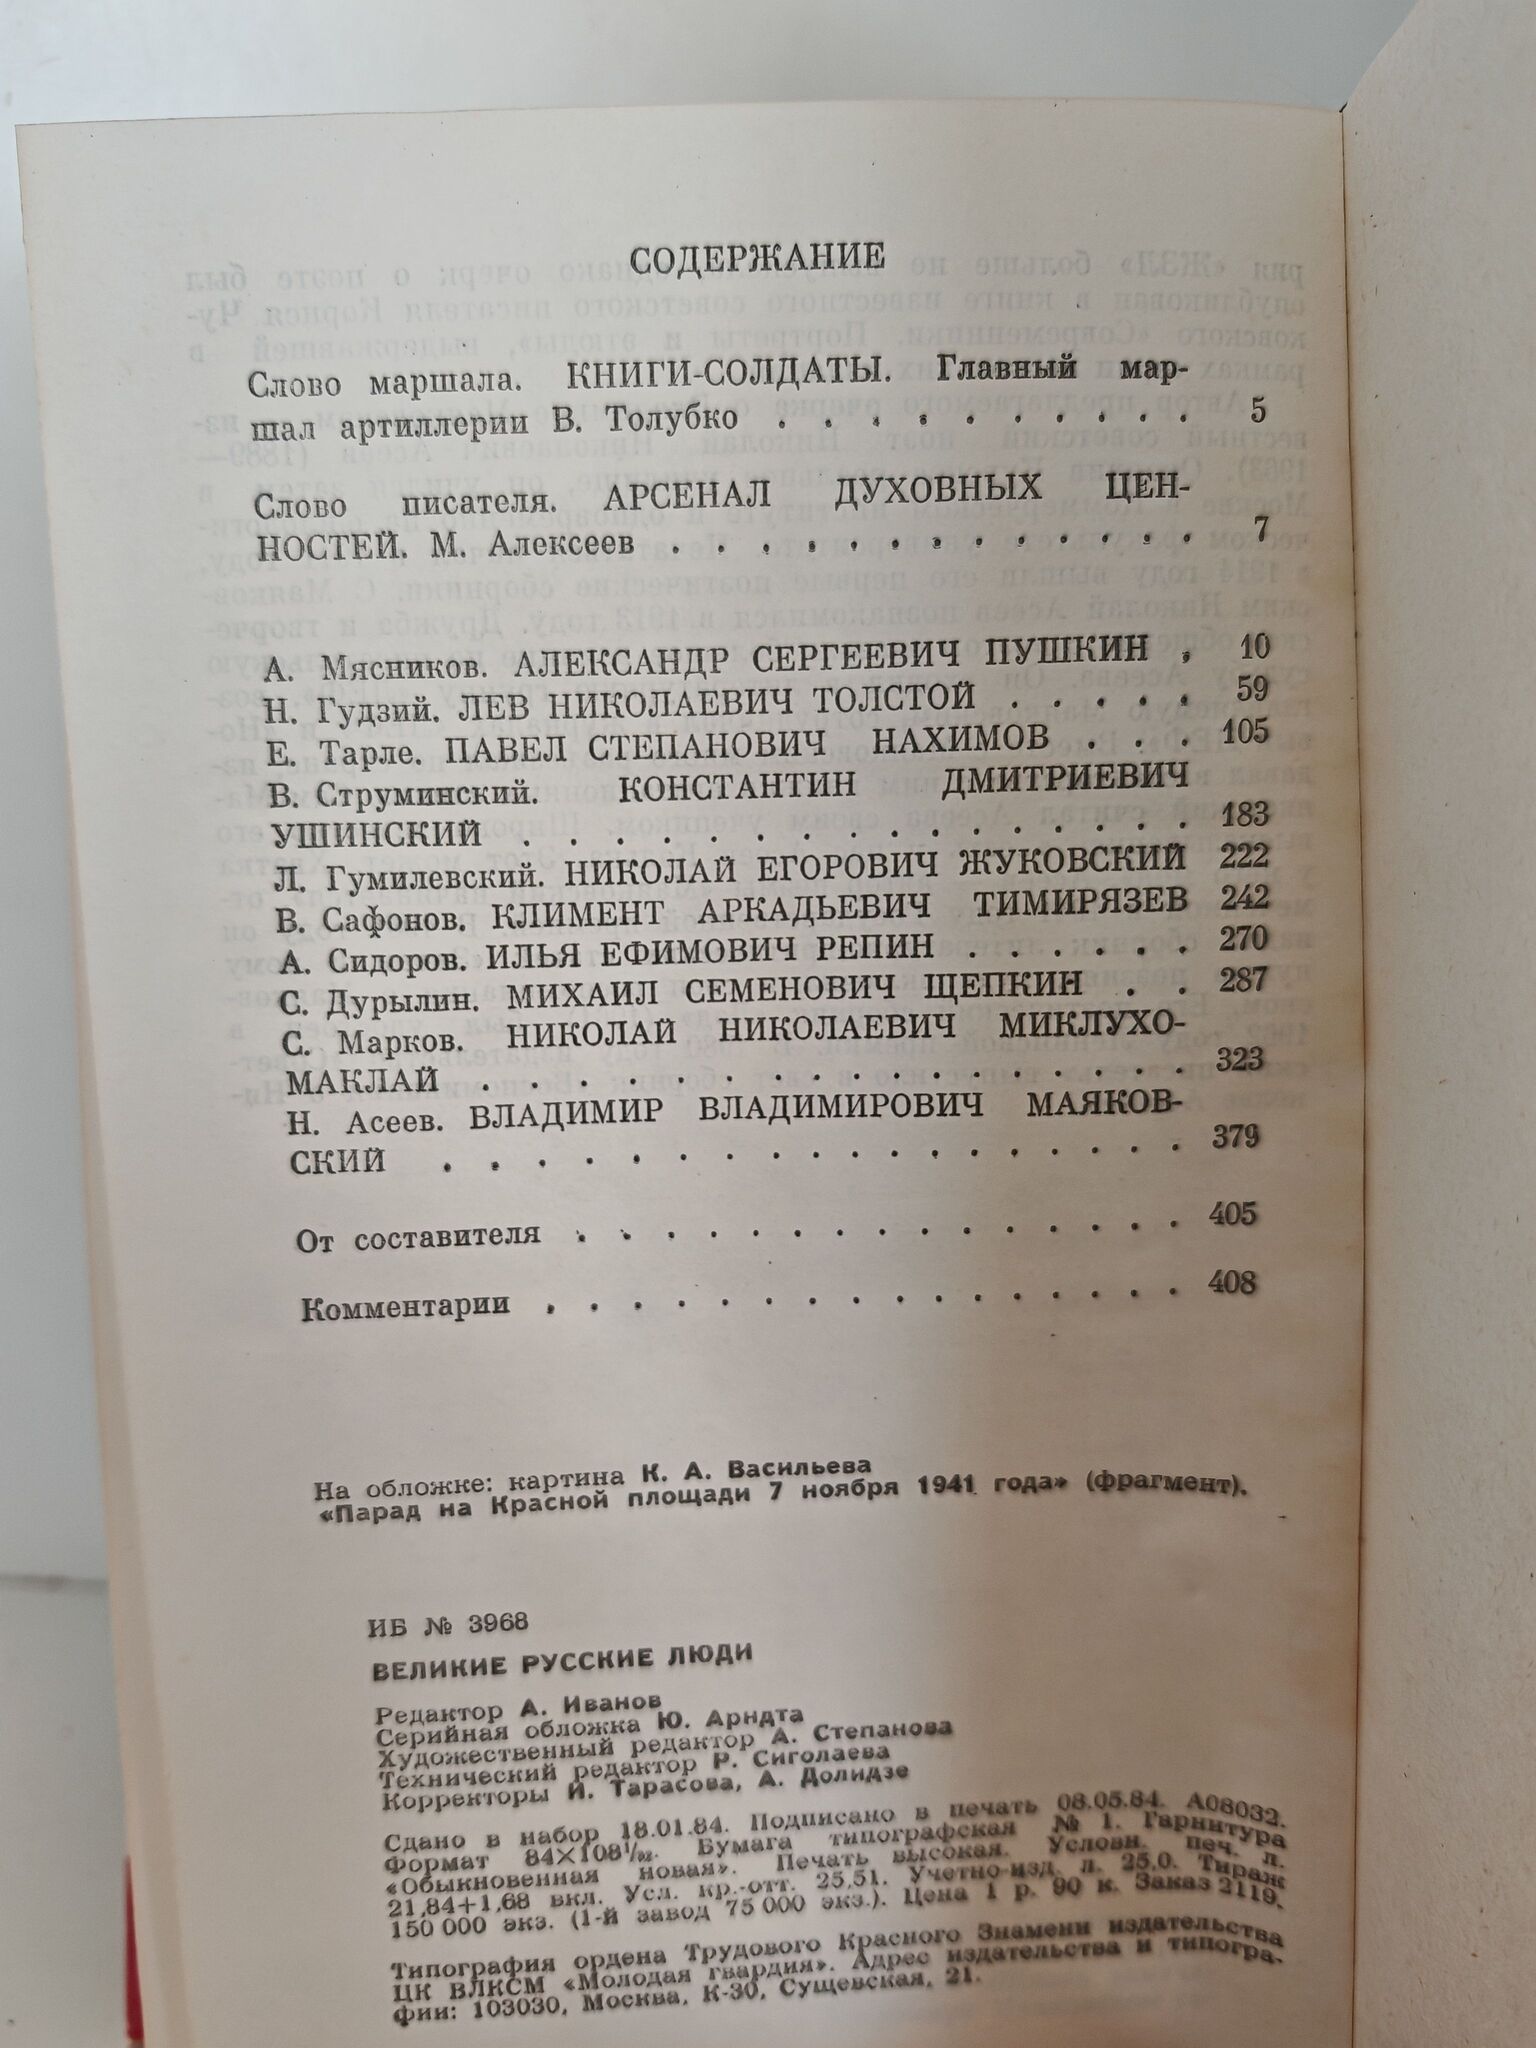 СОДЕРЖАНИЕ
Слово маршала. КНИГИ-СОЛДАТЫ. Главный мар-
шал артиллерии В. Толубко . . . . . . . . . . 5
Слово писателя. АРСЕНАЛ ДУХОВНЫХ ЦЕН-
НОСТЕЙ. М. Алексеев . . . . . . . . . . . . 7
А. Мясников. АЛЕКСАНДР СЕРГЕЕВИЧ ПУШКИН . 10
Н. Гудзий. ЛЕВ НИКОЛАЕВИЧ ТОЛСТОЙ . . . . . 59
Е. Тарле. ПАВЕЛ СТЕПАНОВИЧ НАХИМОВ . . . 105
В. Струминский. КОНСТАНТИН ДМИТРИЕВИЧ
УШИНСКИЙ . . . . . . . . . . . . . . . 183
Л. Гумилевский. НИКОЛАЙ ЕГОРОВИЧ ЖУКОВСКИЙ 222
В. Сафонов. КЛИМЕНТ АРКАДЬЕВИЧ ТИМИРЯЗЕВ 242
А. Сидоров. ИЛЬЯ ЕФИМОВИЧ РЕПИН . . . . . . 270
С. Дурылин. МИХАИЛ СЕМЕНОВИЧ ЩЕПКИН . . 287
С. Марков. НИКОЛАЙ НИКОЛАЕВИЧ МИКЛУХО-
МАКЛАЙ . . . . . . . . . . . . . . . . 323
Н. Асеев. ВЛАДИМИР ВЛАДИМИРОВИЧ МАЯКОВ-
СКИЙ . . . . . . . . . . . . . . . . 379
От составителя . . . . . . . . . . . . . . 405
Комментарии . . . . . . . . . . . . . . . 408
На обложке: картина К. А. Васильева
«Парад на Красной площади 7 ноября 1941 года» (фрагмент).
ИБ № 3968
ВЕЛИКИЕ РУССКИЕ ЛЮДИ
Редактор А. Иванов
Серийная обложка Ю. Арндта
Художественный редактор А. Степанова
Технический редактор Р. Сиголаева
Корректоры И. Тарасова, А. Долидзе
Сдано в набор 18.01.84. Подписано в печать 08.05.84. А08032.
Формат 84×108¹/₃₂. Бумага типографская № 1. Гарнитура
«Обыкновенная новая». Печать высокая. Условн. печ. л.
21,84+1,68 вкл. Усл. кр.-отт. 25,51. Учетно-изд. л. 25,0. Тираж
150 000 экз. (1-й завод 75 000 экз.). Цена 1 р. 90 к. Заказ 2119.
Типография ордена Трудового Красного Знамени издательства
ЦК ВЛКСМ «Молодая гвардия». Адрес издательства и типогра-
фии: 103030, Москва, К-30, Сущевская, 21.